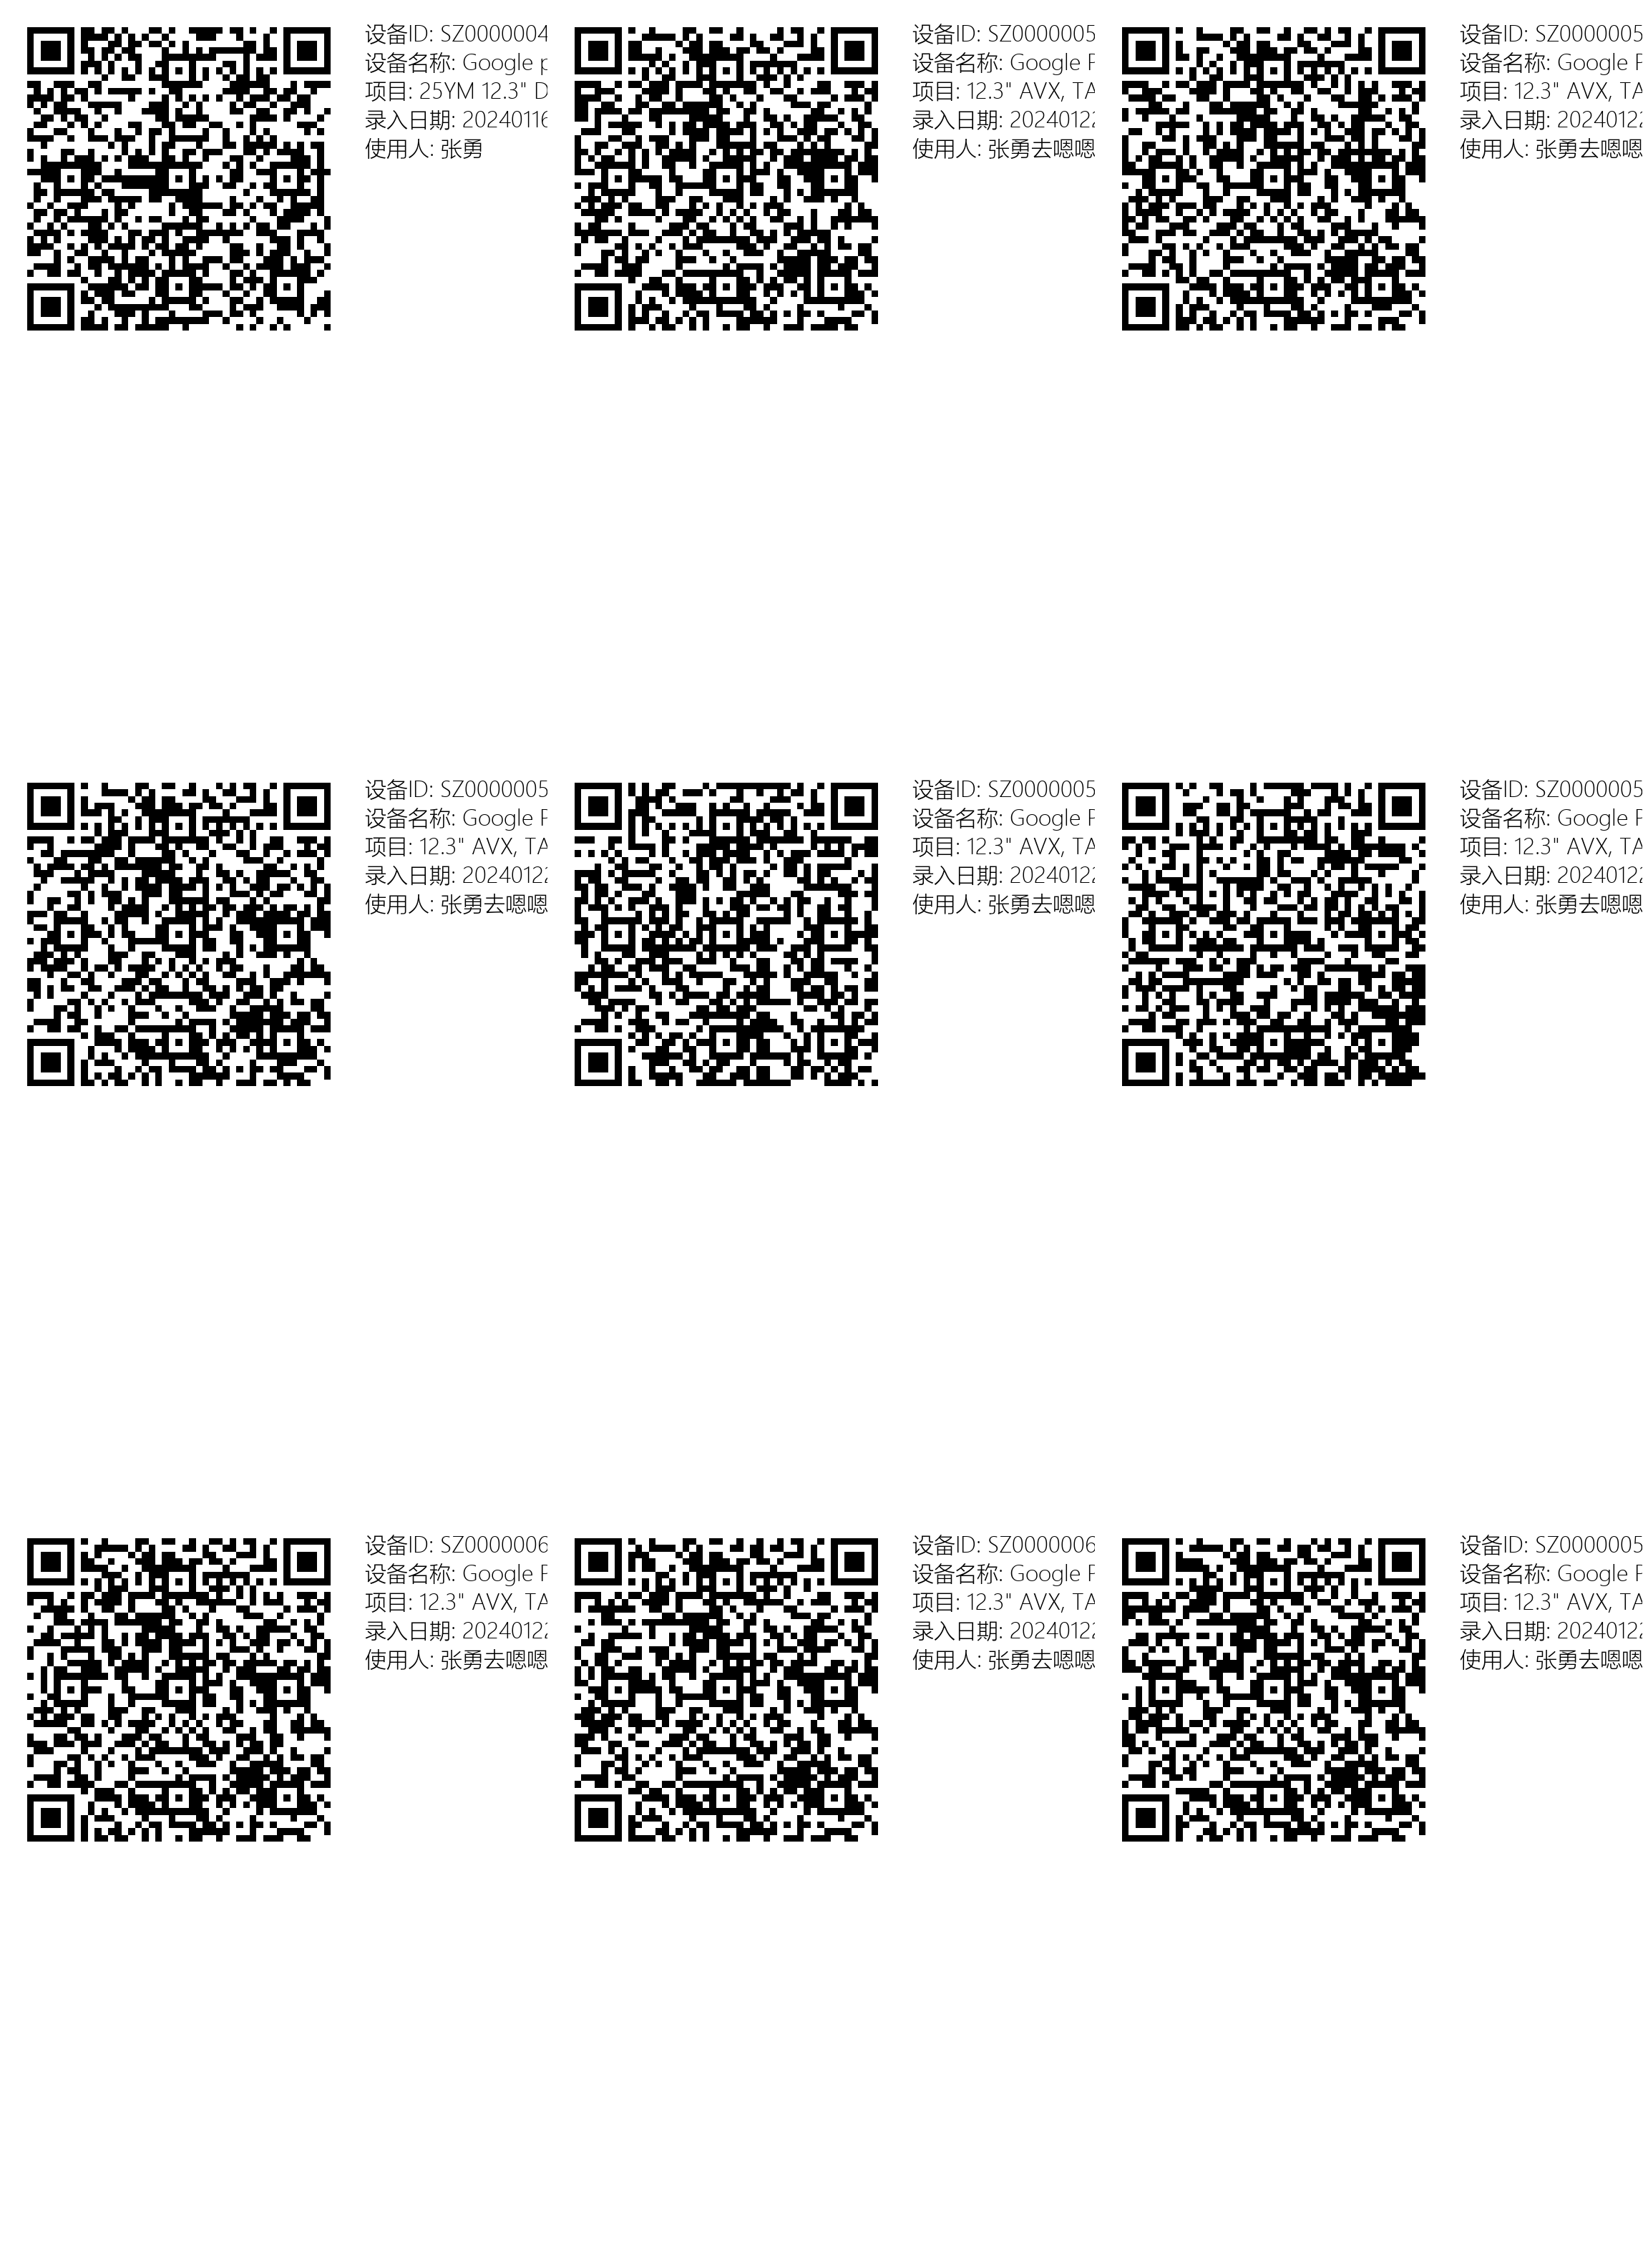 设备ID: SZ0000004
设备名称: Google p
项目: 25YM 12.3" D
录入日期: 20240116
使用人: 张勇
设备ID: SZ0000005
设备名称: Google P
项目: 12.3" AVX, TA
录入日期: 2024012
使用人: 张勇去嗯嗯
设备ID: SZ0000005
设备名称: Google P
项目: 12.3" AVX, TA
录入日期: 2024012
使用人: 张勇去嗯嗯
设备ID: SZ0000005
设备名称: Google P
项目: 12.3" AVX, TA
录入日期: 2024012
使用人: 张勇去嗯嗯
设备ID: SZ0000005
设备名称: Google P
项目: 12.3" AVX, TA
录入日期: 2024012
使用人: 张勇去嗯嗯
设备ID: SZ0000005
设备名称: Google P
项目: 12.3" AVX, TA
录入日期: 2024012
使用人: 张勇去嗯嗯
设备ID: SZ0000006
设备名称: Google P
项目: 12.3" AVX, TA
录入日期: 2024012
使用人: 张勇去嗯嗯
设备ID: SZ0000006
设备名称: Google P
项目: 12.3" AVX, TA
录入日期: 2024012
使用人: 张勇去嗯嗯
设备ID: SZ0000005
设备名称: Google P
项目: 12.3" AVX, TA
录入日期: 2024012
使用人: 张勇去嗯嗯